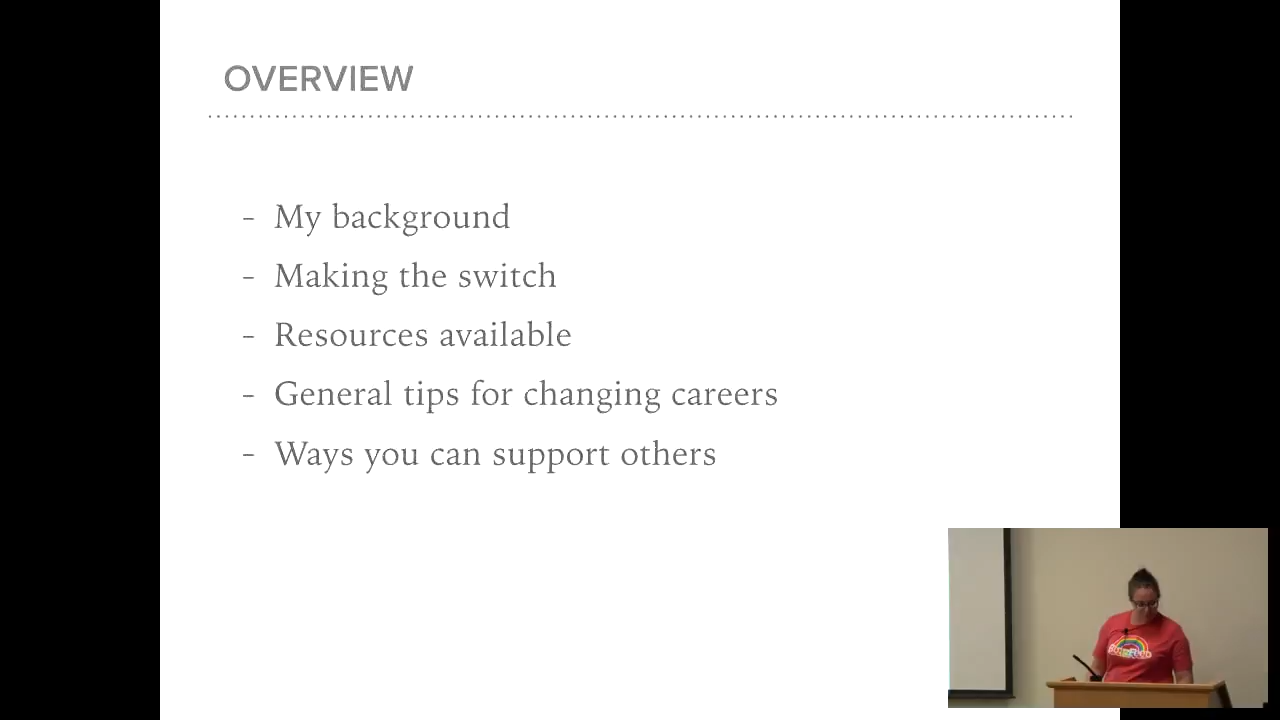 OVERVIEW
- My background
- Making the switch
- Resources available
- General tips for changing careers
- Ways you can support others